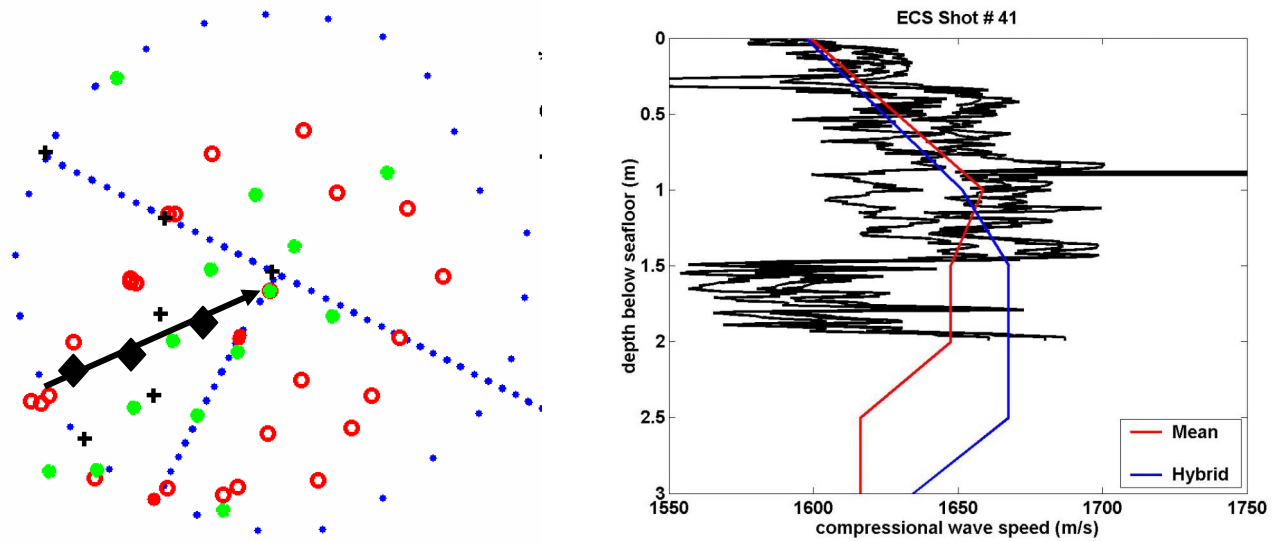 ECS Shot # 41
0
0.5
1
1.5
2
2.5
3
depth below seafloor (m)
Mean
Hybrid
1550
1600
1650
1700
1750
compressional wave speed (m/s)